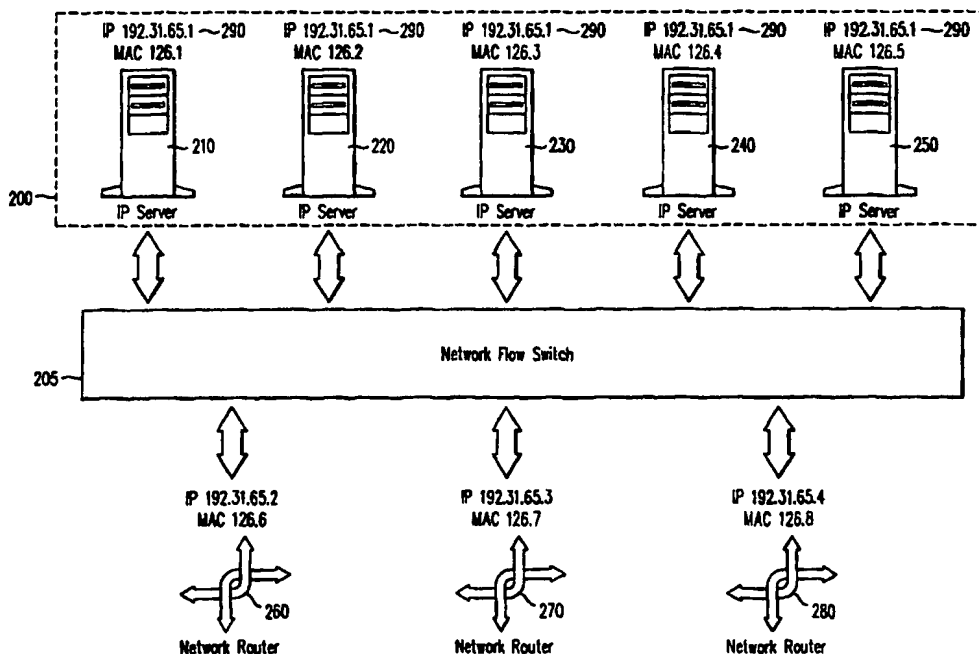 IP 192.31.65.1 ~290 IP 192.31.65.1 ~290 IP 192.31.65.1 ~290 IP 192.31.65.1 ~290 IP 192.31.65.1 ~290
MAC 126.1 MAC 126.2 MAC 126.3 MAC 126.4 MAC 126.5
210 220 230 240 250
200
IP Server IP Server IP Server IP Server IP Server
Network Flow Switch
205
IP 192.31.65.2 IP 192.31.65.3 IP 192.31.65.4
MAC 126.6 MAC 126.7 MAC 126.8
260 270 280
Network Router Network Router Network Router